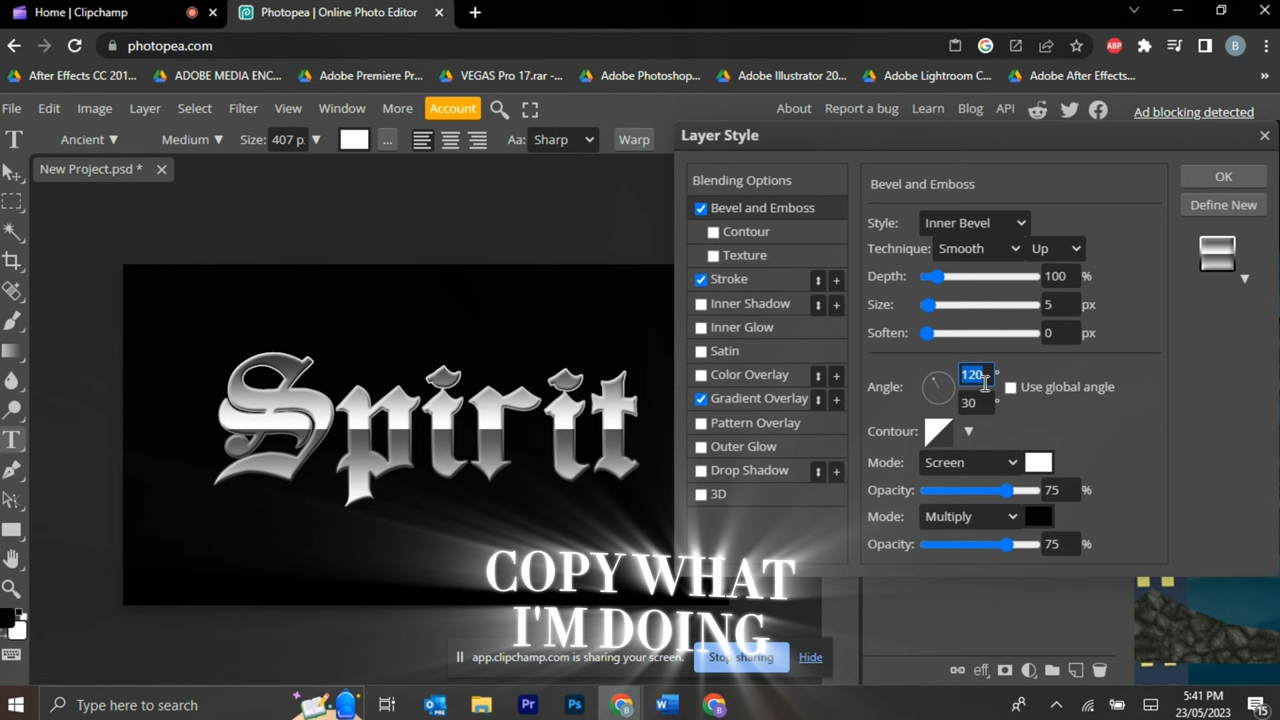 Home | Clipchamp
Photopea | Online Photo Editor
photopea.com
ABP
B
After Effects CC 201...
ADOBE MEDIA ENC...
Adobe Premiere Pr...
VEGAS Pro 17.rar -...
Adobe Photoshop...
Adobe Illustrator 20...
Adobe Lightroom C...
Adobe After Effects...
File Edit Image Layer Select Filter View Window More Account
About Report a bug Learn Blog API
Ad blocking detected
Ancient Medium Size: 407 p: ... Aa: Sharp Warp
New Project.psd *
Layer Style
Blending Options
Bevel and Emboss
Contour
Texture
Stroke
Inner Shadow
Inner Glow
Satin
Color Overlay
Gradient Overlay
Pattern Overlay
Outer Glow
Drop Shadow
3D
Bevel and Emboss
Style: Inner Bevel
Technique: Smooth Up
Depth: 100 %
Size: 5 px
Soften: 0 px
Angle: 120 °
30 °
Use global angle
Contour:
Mode: Screen
Opacity: 75 %
Mode: Multiply
Opacity: 75 %
OK
Define New
Spirit
COPY WHAT
I'M DOING
app.clipchamp.com is sharing your screen.
Stop sharing
Hide
eff
Type here to search
Pr
Ps
5:41 PM
23/05/2023
15